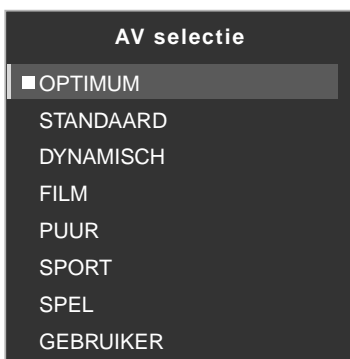 AV selectie
OPTIMUM
STANDAARD
DYNAMISCH
FILM
PUUR
SPORT
SPEL
GEBRUIKER